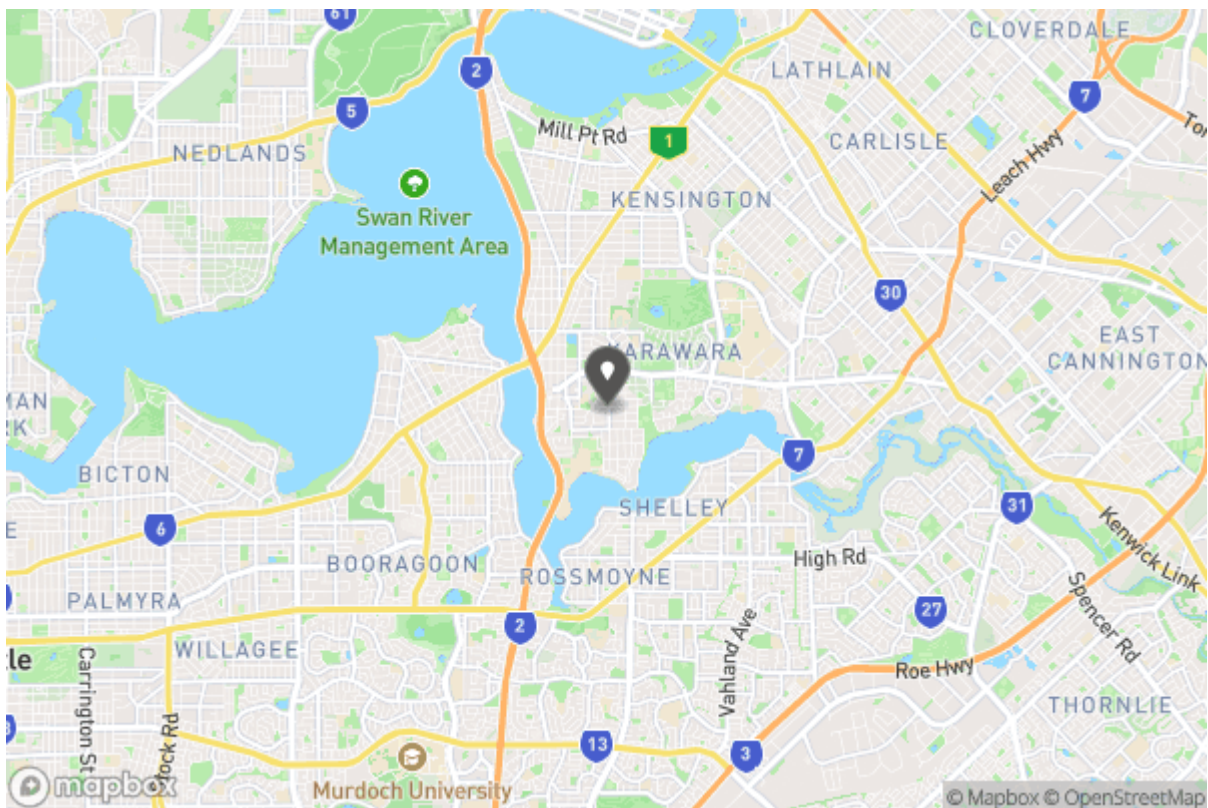 61
CLOVERDALE
2
LATHLAIN
7
5
Mill Pt Rd
1
CARLISLE
NEDLANDS
Leach Hwy
KENSINGTON
Swan River
Management Area
30
KARAWARA
EAST
CANNINGTON
BICTON
7
SHELLEY
31
6
BOORAGOON
High Rd
Kenwick Link
ROSSMOYNE
PALMYRA
27
Spencer Rd
2
Vahland Ave
WILLAGEE
Roe Hwy
Carrington St
THORNLIE
13
3
Murdoch University
mapbox
© Mapbox © OpenStreetMap